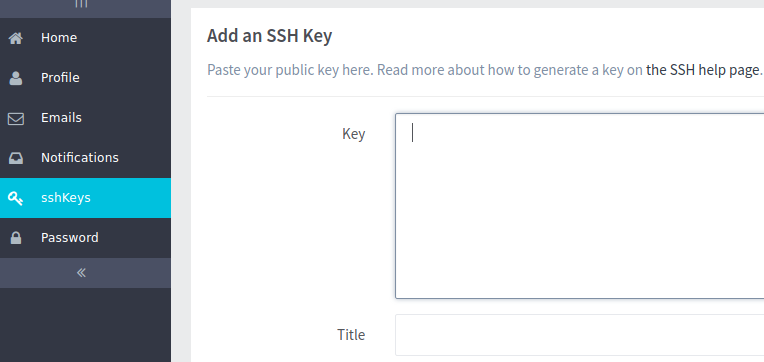 Home
Profile
Emails
Notifications
sshKeys
Password
Add an SSH Key
Paste your public key here. Read more about how to generate a key on the SSH help page.
Key
Title